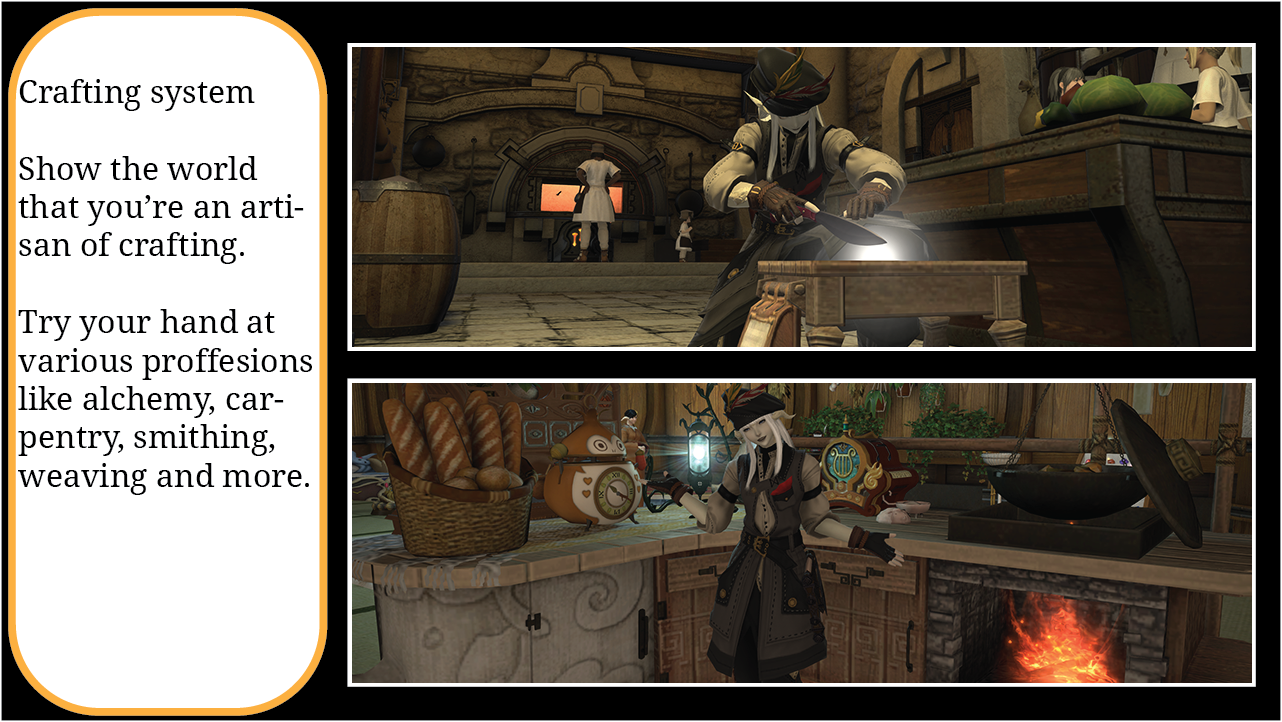 Crafting system
Show the world
that you’re an arti-
san of crafting.
Try your hand at
various proffesions
like alchemy, car-
pentry, smithing,
weaving and more.